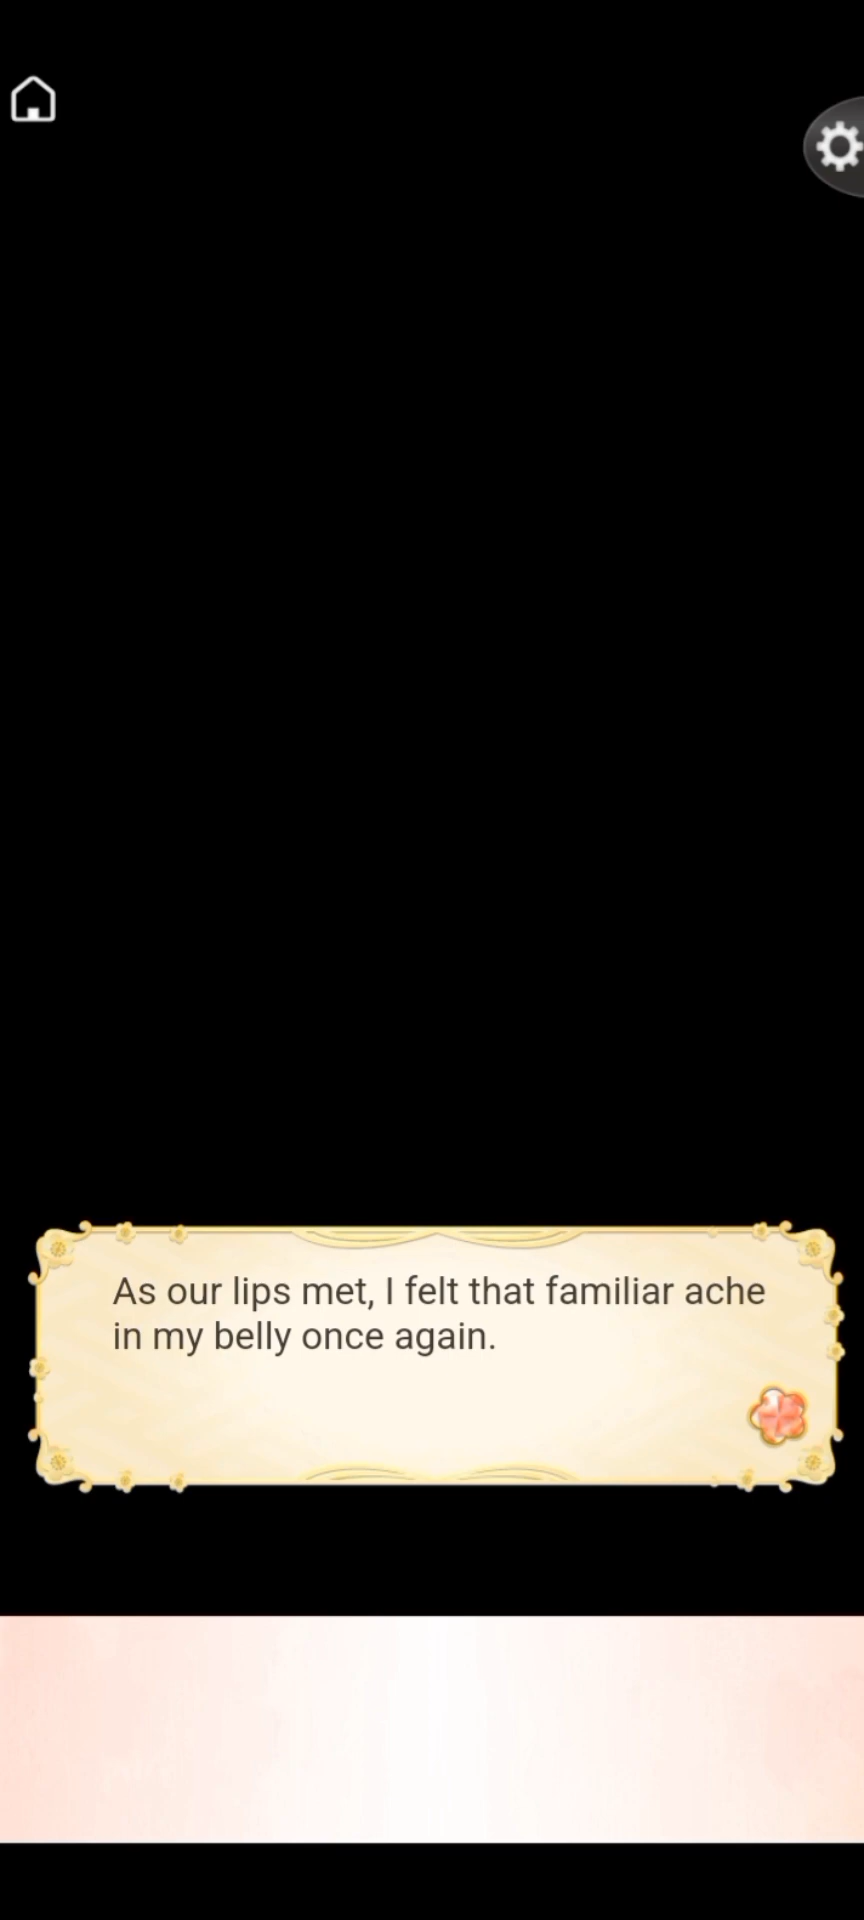 As our lips met, I felt that familiar ache
in my belly once again.